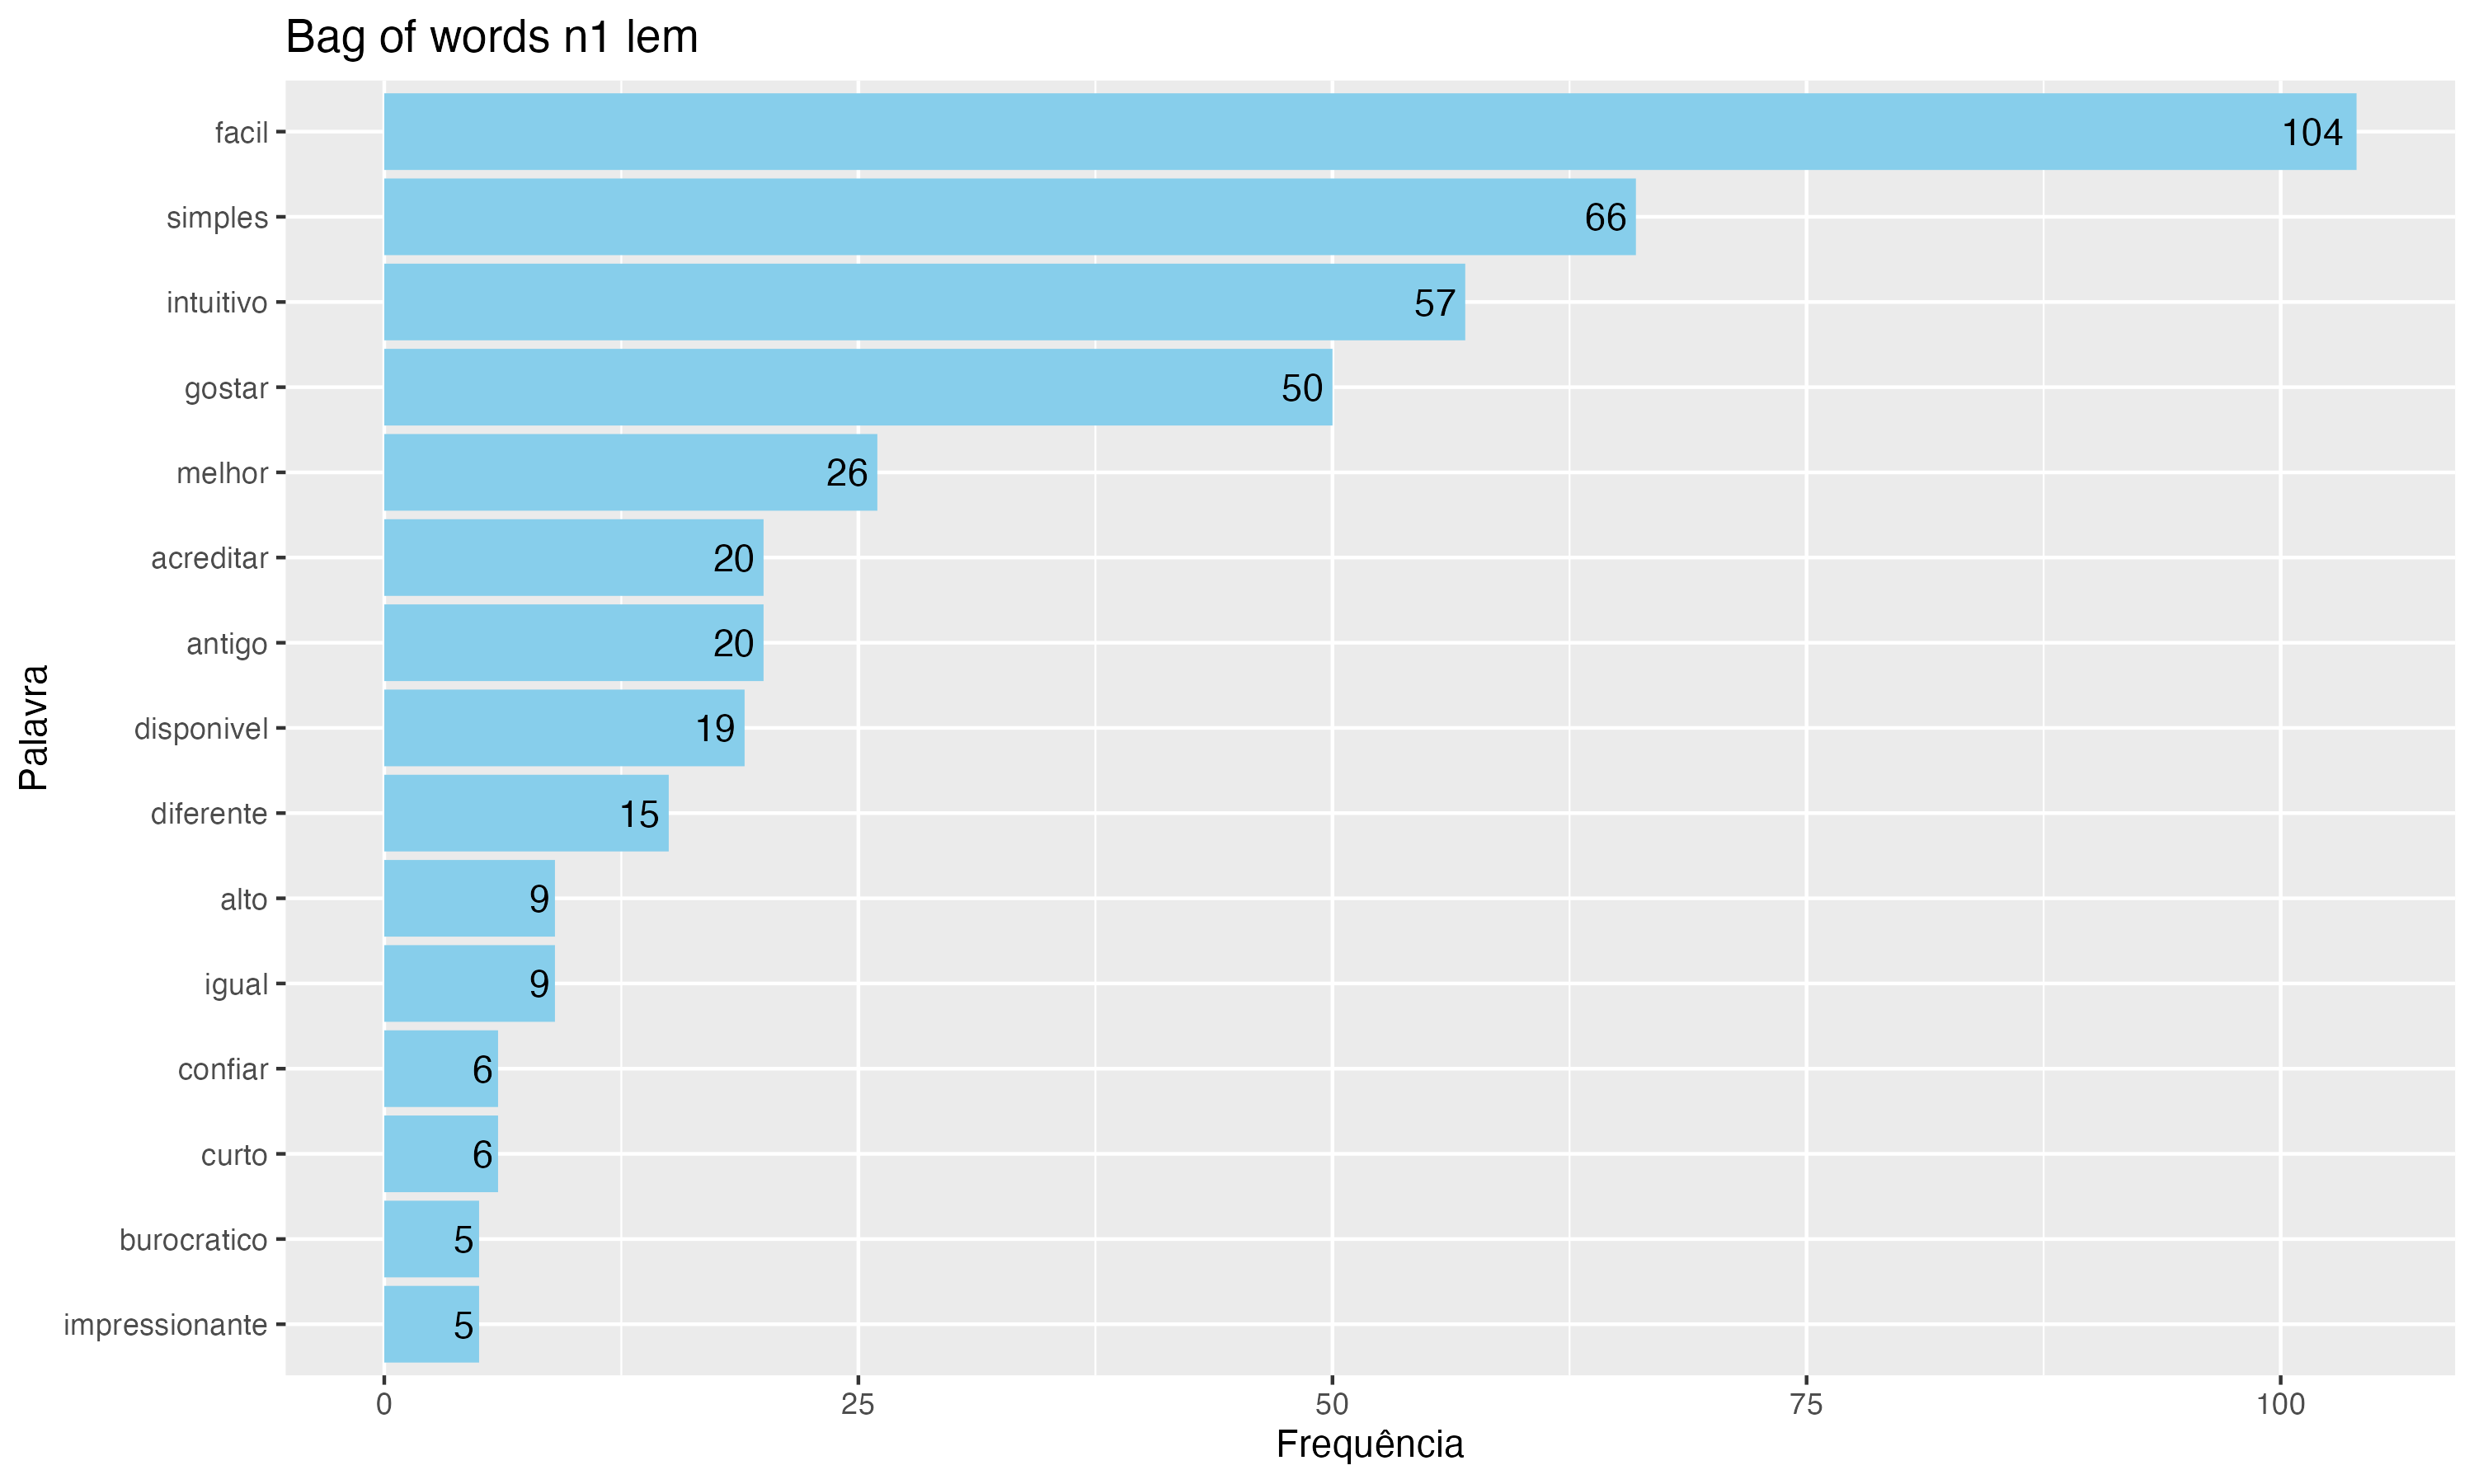 Bag of words n1 lem
Palavra
facil 104
simples 66
intuitivo 57
gostar 50
melhor 26
acreditar 20
antigo 20
disponivel 19
diferente 15
alto 9
igual 9
confiar 6
curto 6
burocratico 5
impressionante 5
0 25 50 75 100
Frequência